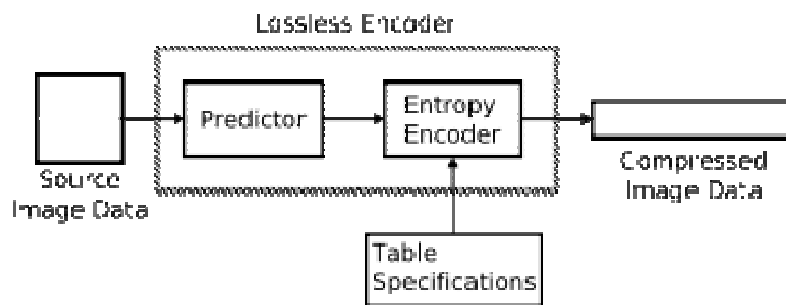 Lossless Encoder
Predictor
Entropy
Encoder
Source
Image Data
Compressed
Image Data
Table
Specifications